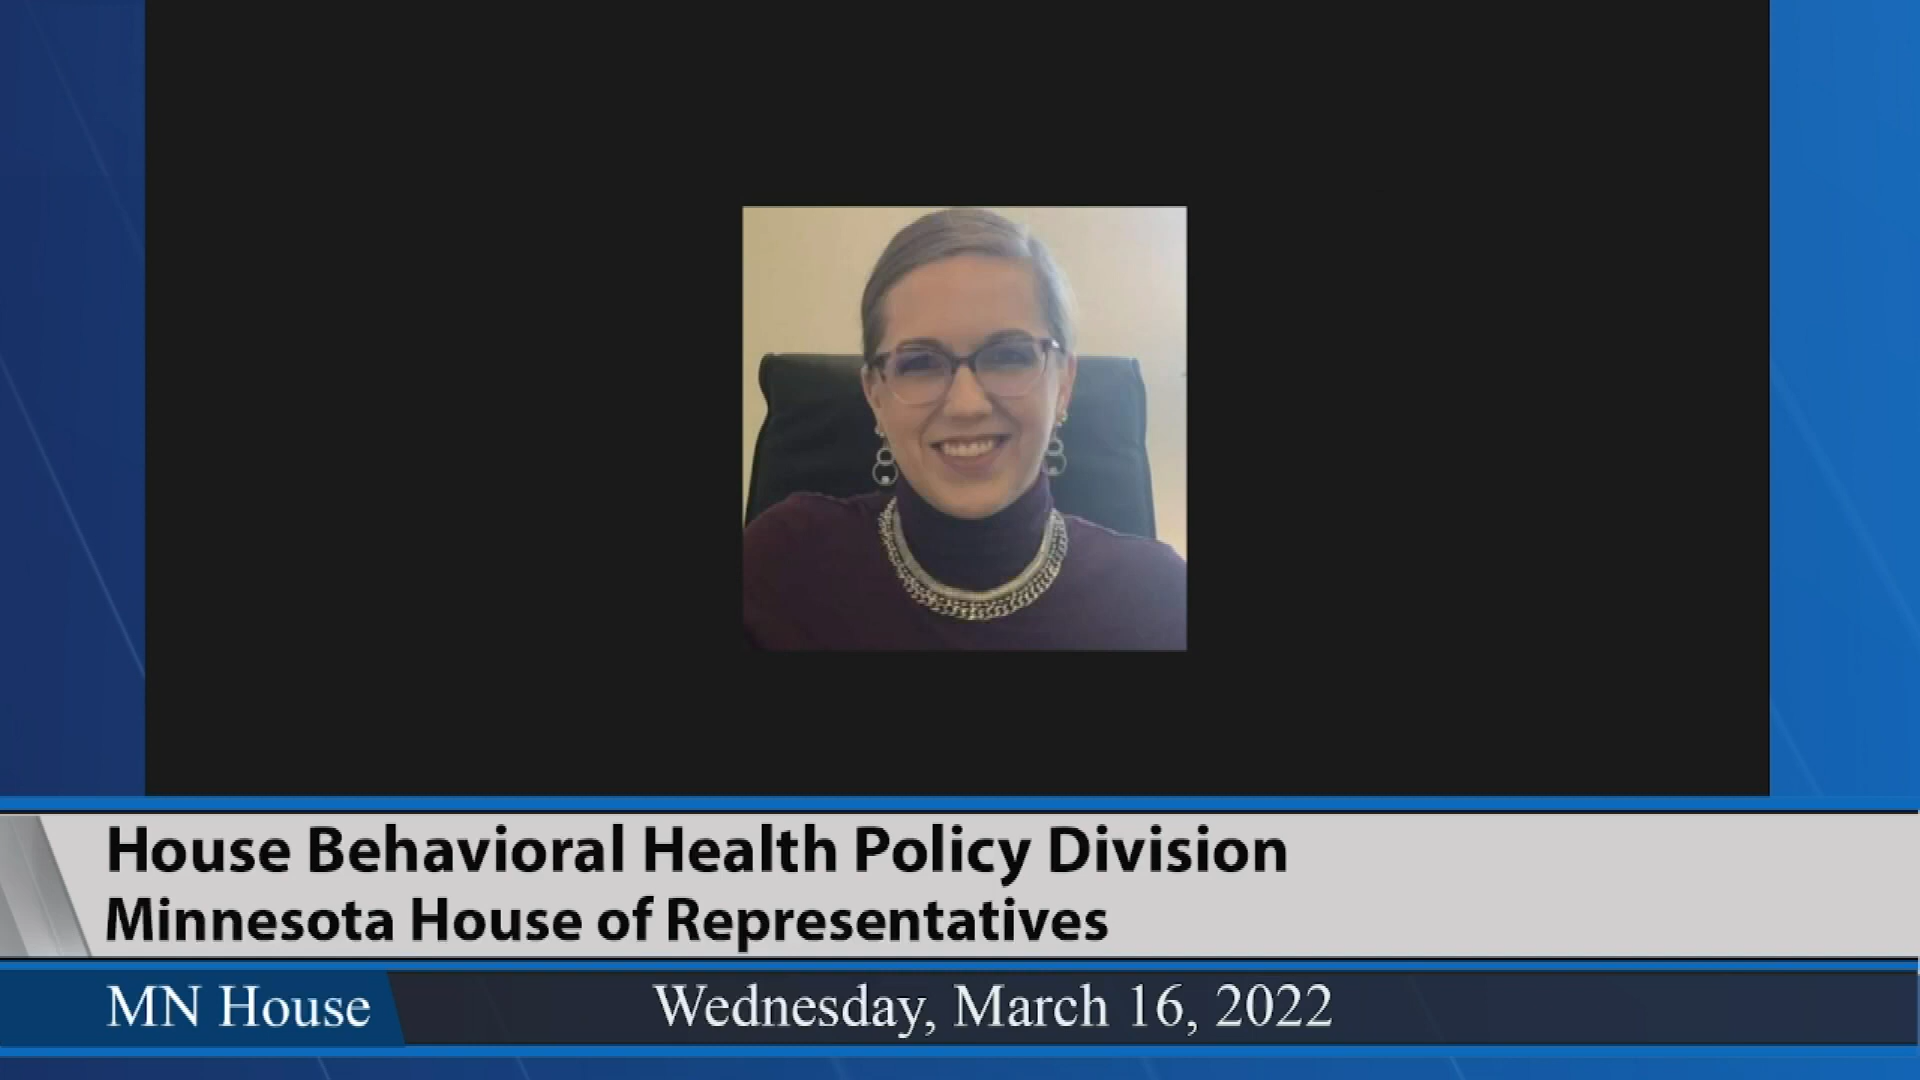 House Behavioral Health Policy Division
Minnesota House of Representatives
MN House
Wednesday, March 16, 2022